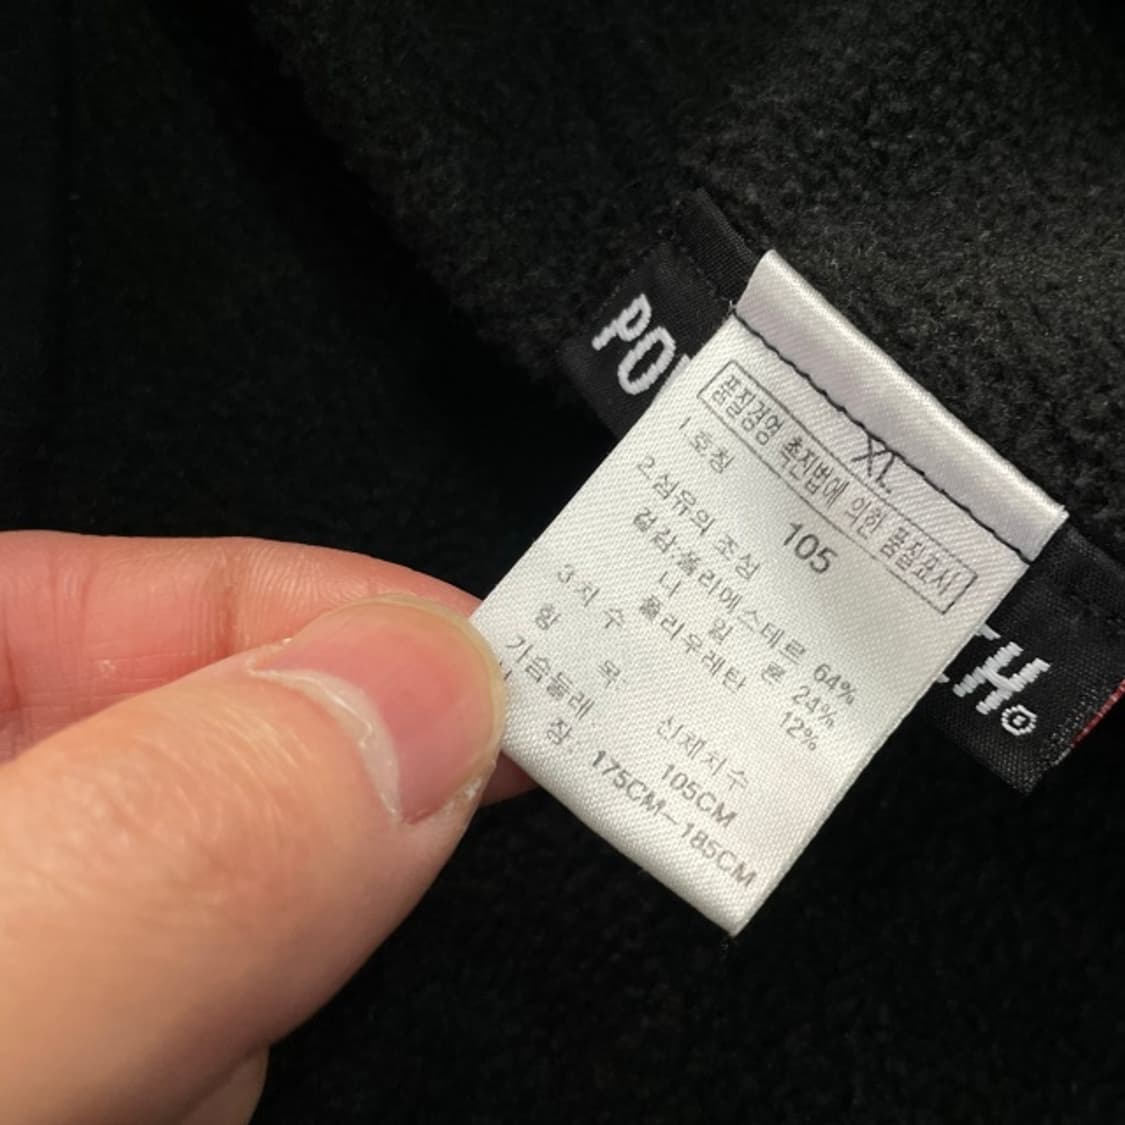 XL
품질경영 촉진법에 의한 품질표시
1.호칭 105
2.섬유의 조성
겉감:폴리에스테르 64%
나 일 론 24%
폴리우레탄 12%
3.치 수
항 목: 신체치수
가슴둘레: 105CM
장: 175CM~185CM
PO
TH®